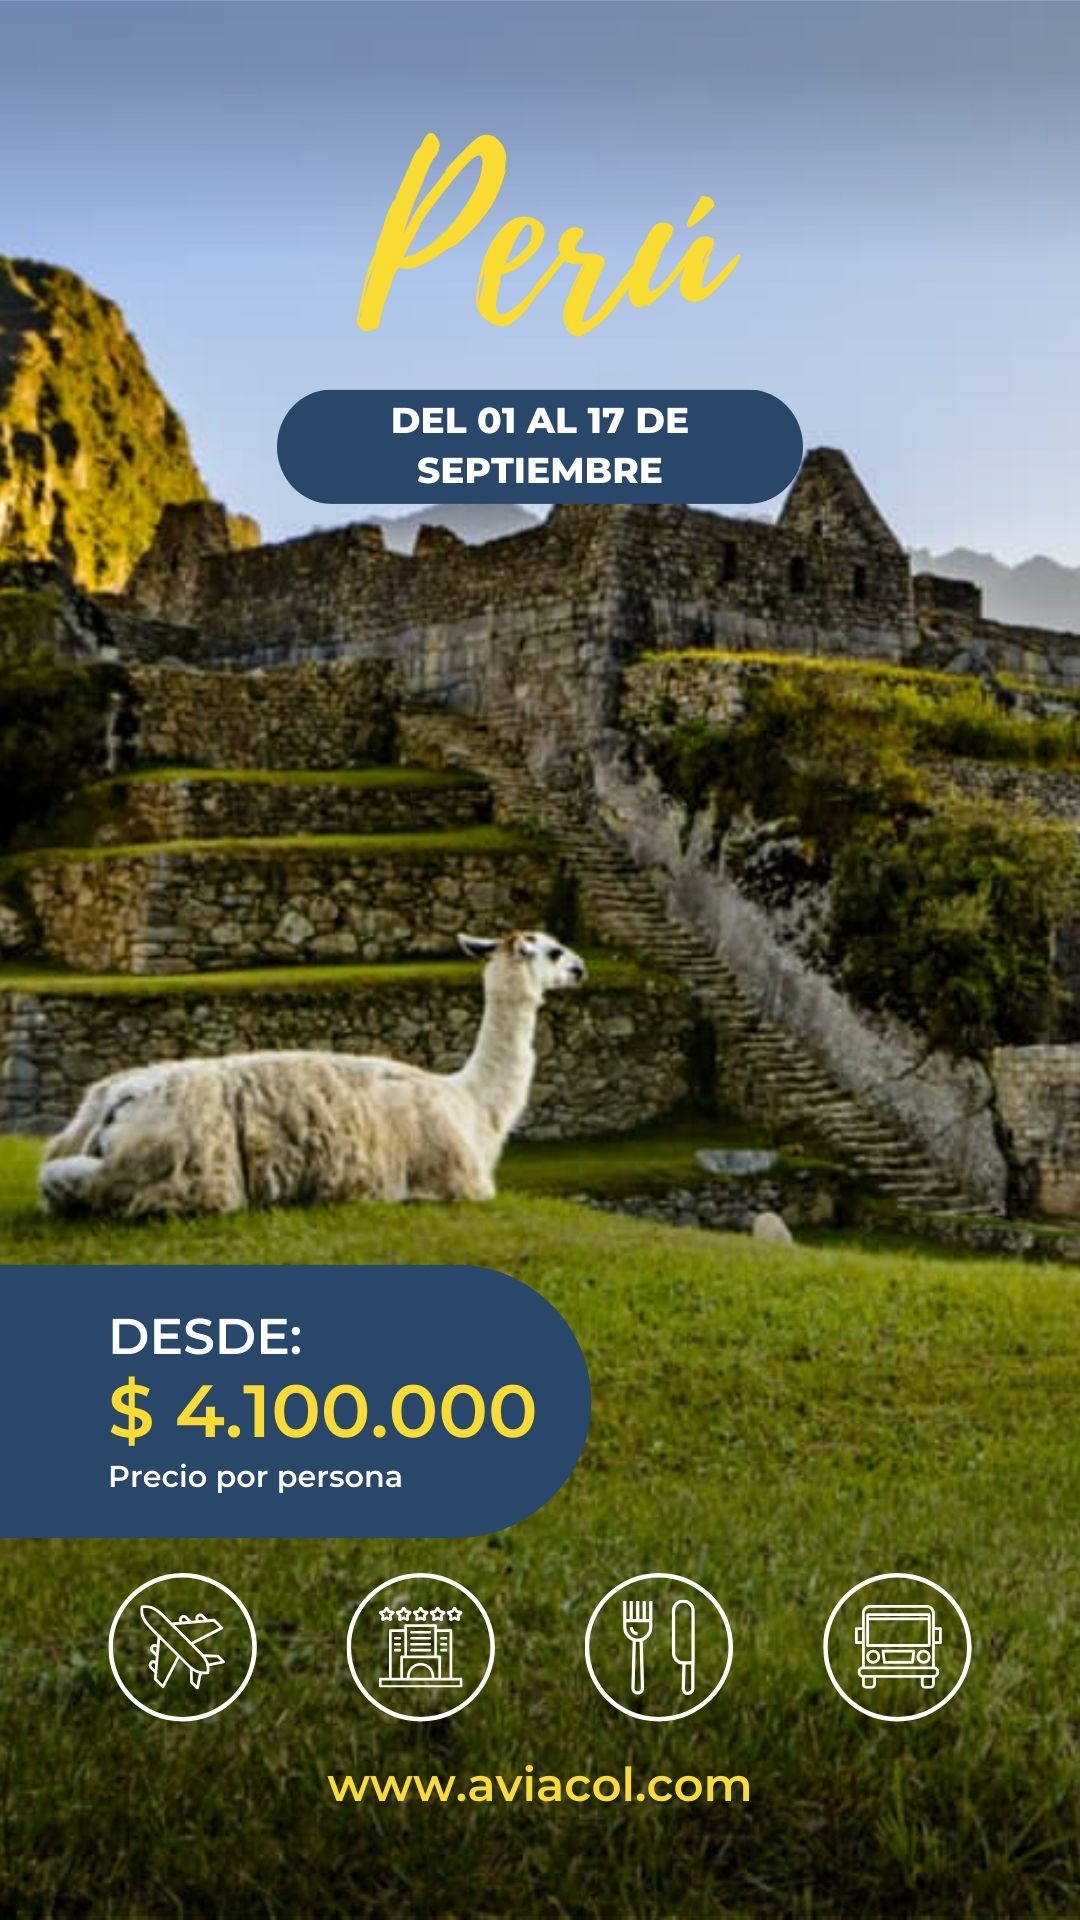 Perú
DEL 01 AL 17 DE
SEPTIEMBRE
DESDE:
$ 4.100.000
Precio por persona
www.aviacol.com